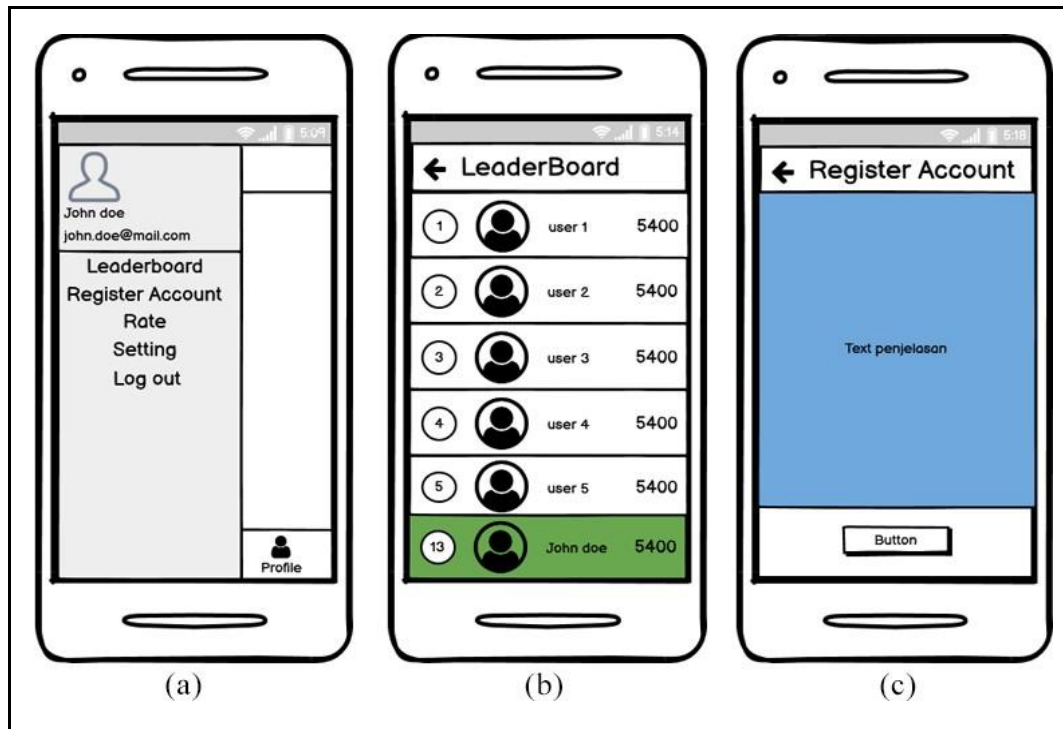 5:09
John doe
john.doe@mail.com
Leaderboard
Register Account
Rate
Setting
Log out
Profile
(a)
5:14
LeaderBoard
1 user 1 5400
2 user 2 5400
3 user 3 5400
4 user 4 5400
5 user 5 5400
13 John doe 5400
(b)
5:18
Register Account
Text penjelasan
Button
(c)